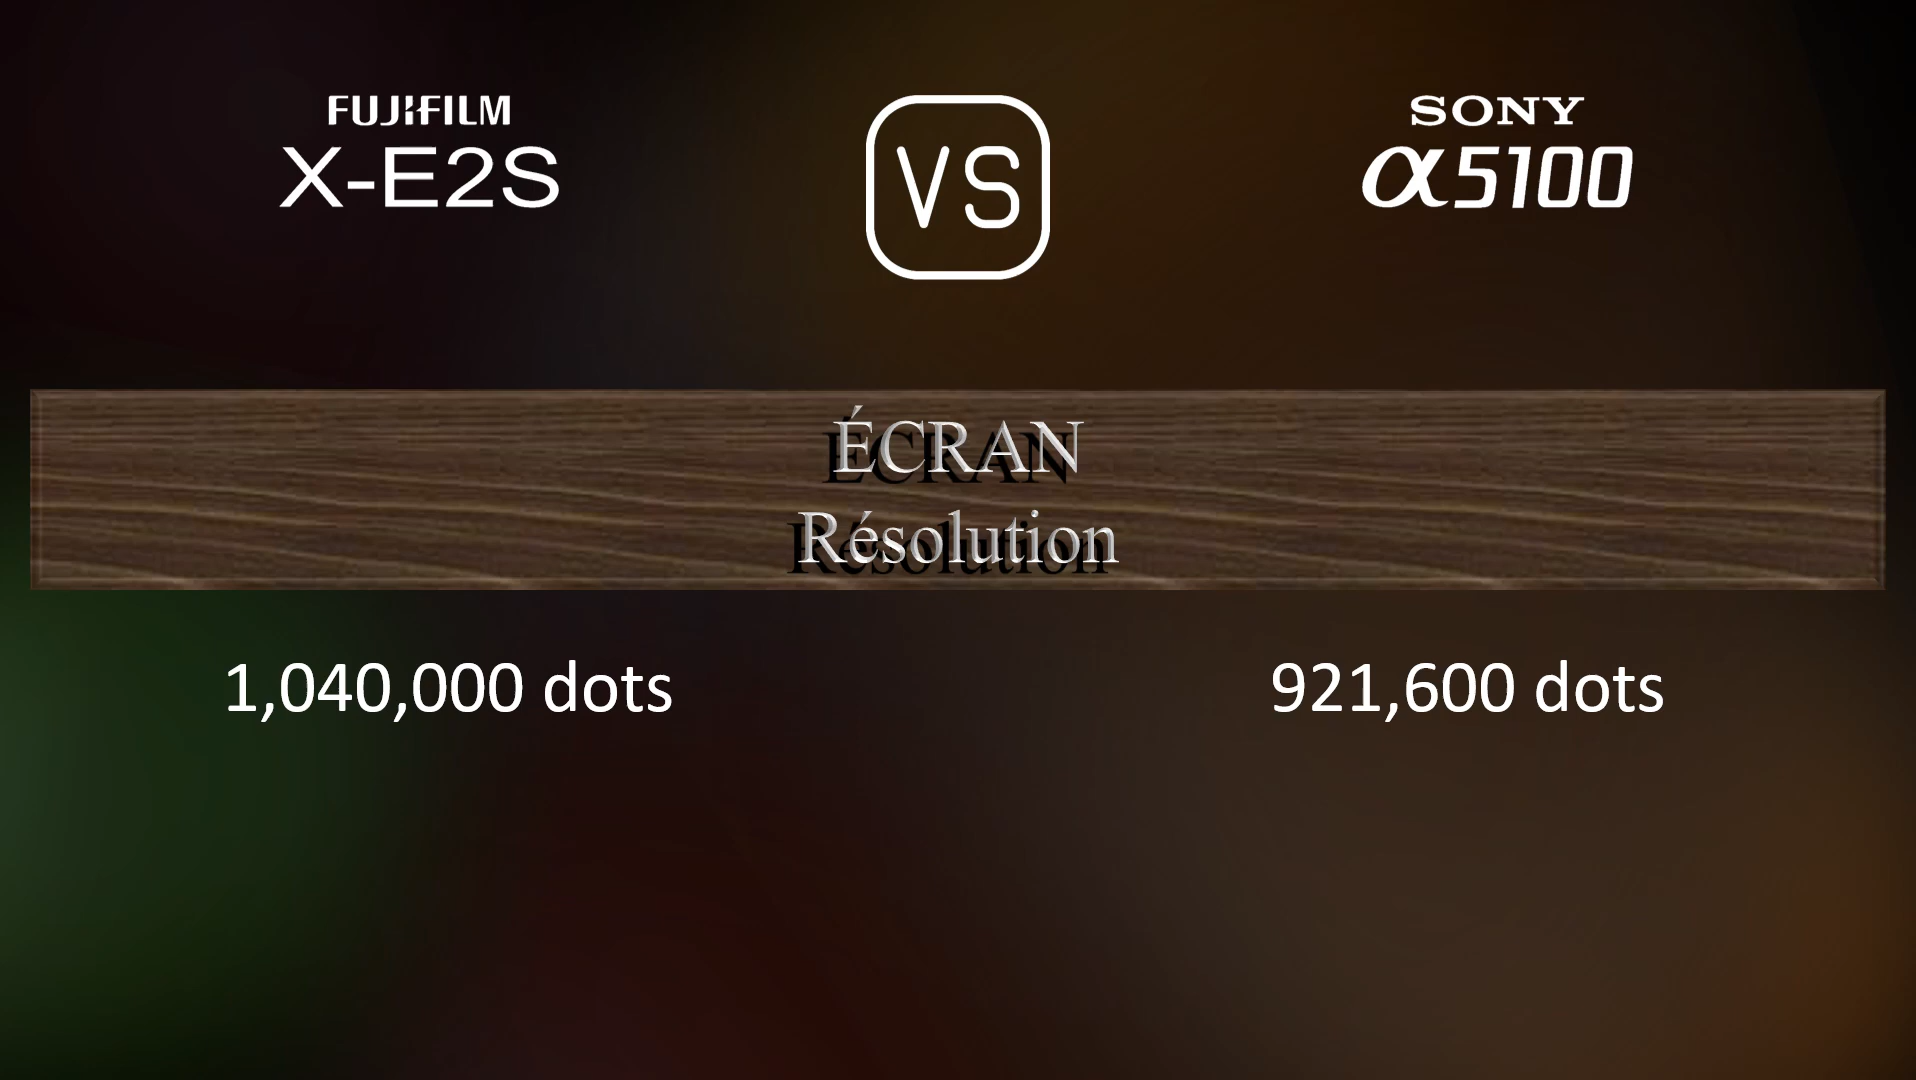 FUJIFILM
X-E2S
VS
SONY
α5100
ÉCRAN
Résolution
1,040,000 dots
921,600 dots